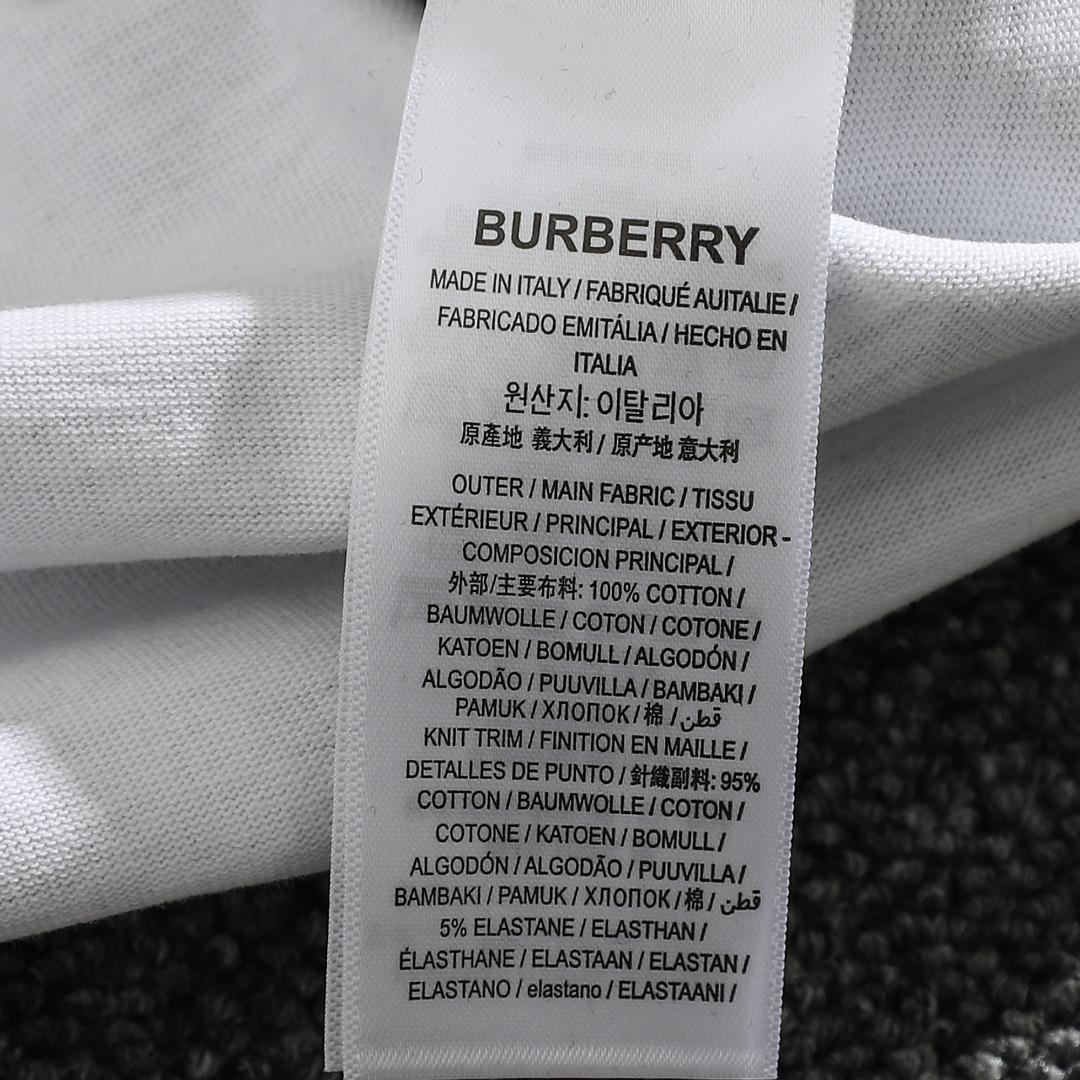 BURBERRY
MADE IN ITALY / FABRIQUÉ AUITALIE /
FABRICADO EMITÁLIA / HECHO EN
ITALIA
원산지: 이탈리아
原產地 義大利 / 原产地 意大利
OUTER / MAIN FABRIC / TISSU
EXTÉRIEUR / PRINCIPAL / EXTERIOR -
COMPOSICION PRINCIPAL /
外部/主要布料: 100% COTTON /
BAUMWOLLE / COTON / COTONE /
KATOEN / BOMULL / ALGODÓN /
ALGODÃO / PUUVILLA / BAMBAKI /
PAMUK / ХЛОПОК / 棉 / قطن
KNIT TRIM / FINITION EN MAILLE /
DETALLES DE PUNTO / 針織副料: 95%
COTTON / BAUMWOLLE / COTON /
COTONE / KATOEN / BOMULL /
ALGODÓN / ALGODÃO / PUUVILLA /
BAMBAKI / PAMUK / ХЛОПОК / 棉 / قطن
5% ELASTANE / ELASTHAN /
ÉLASTHANE / ELASTAAN / ELASTAN /
ELASTANO / elastano / ELASTAANI /